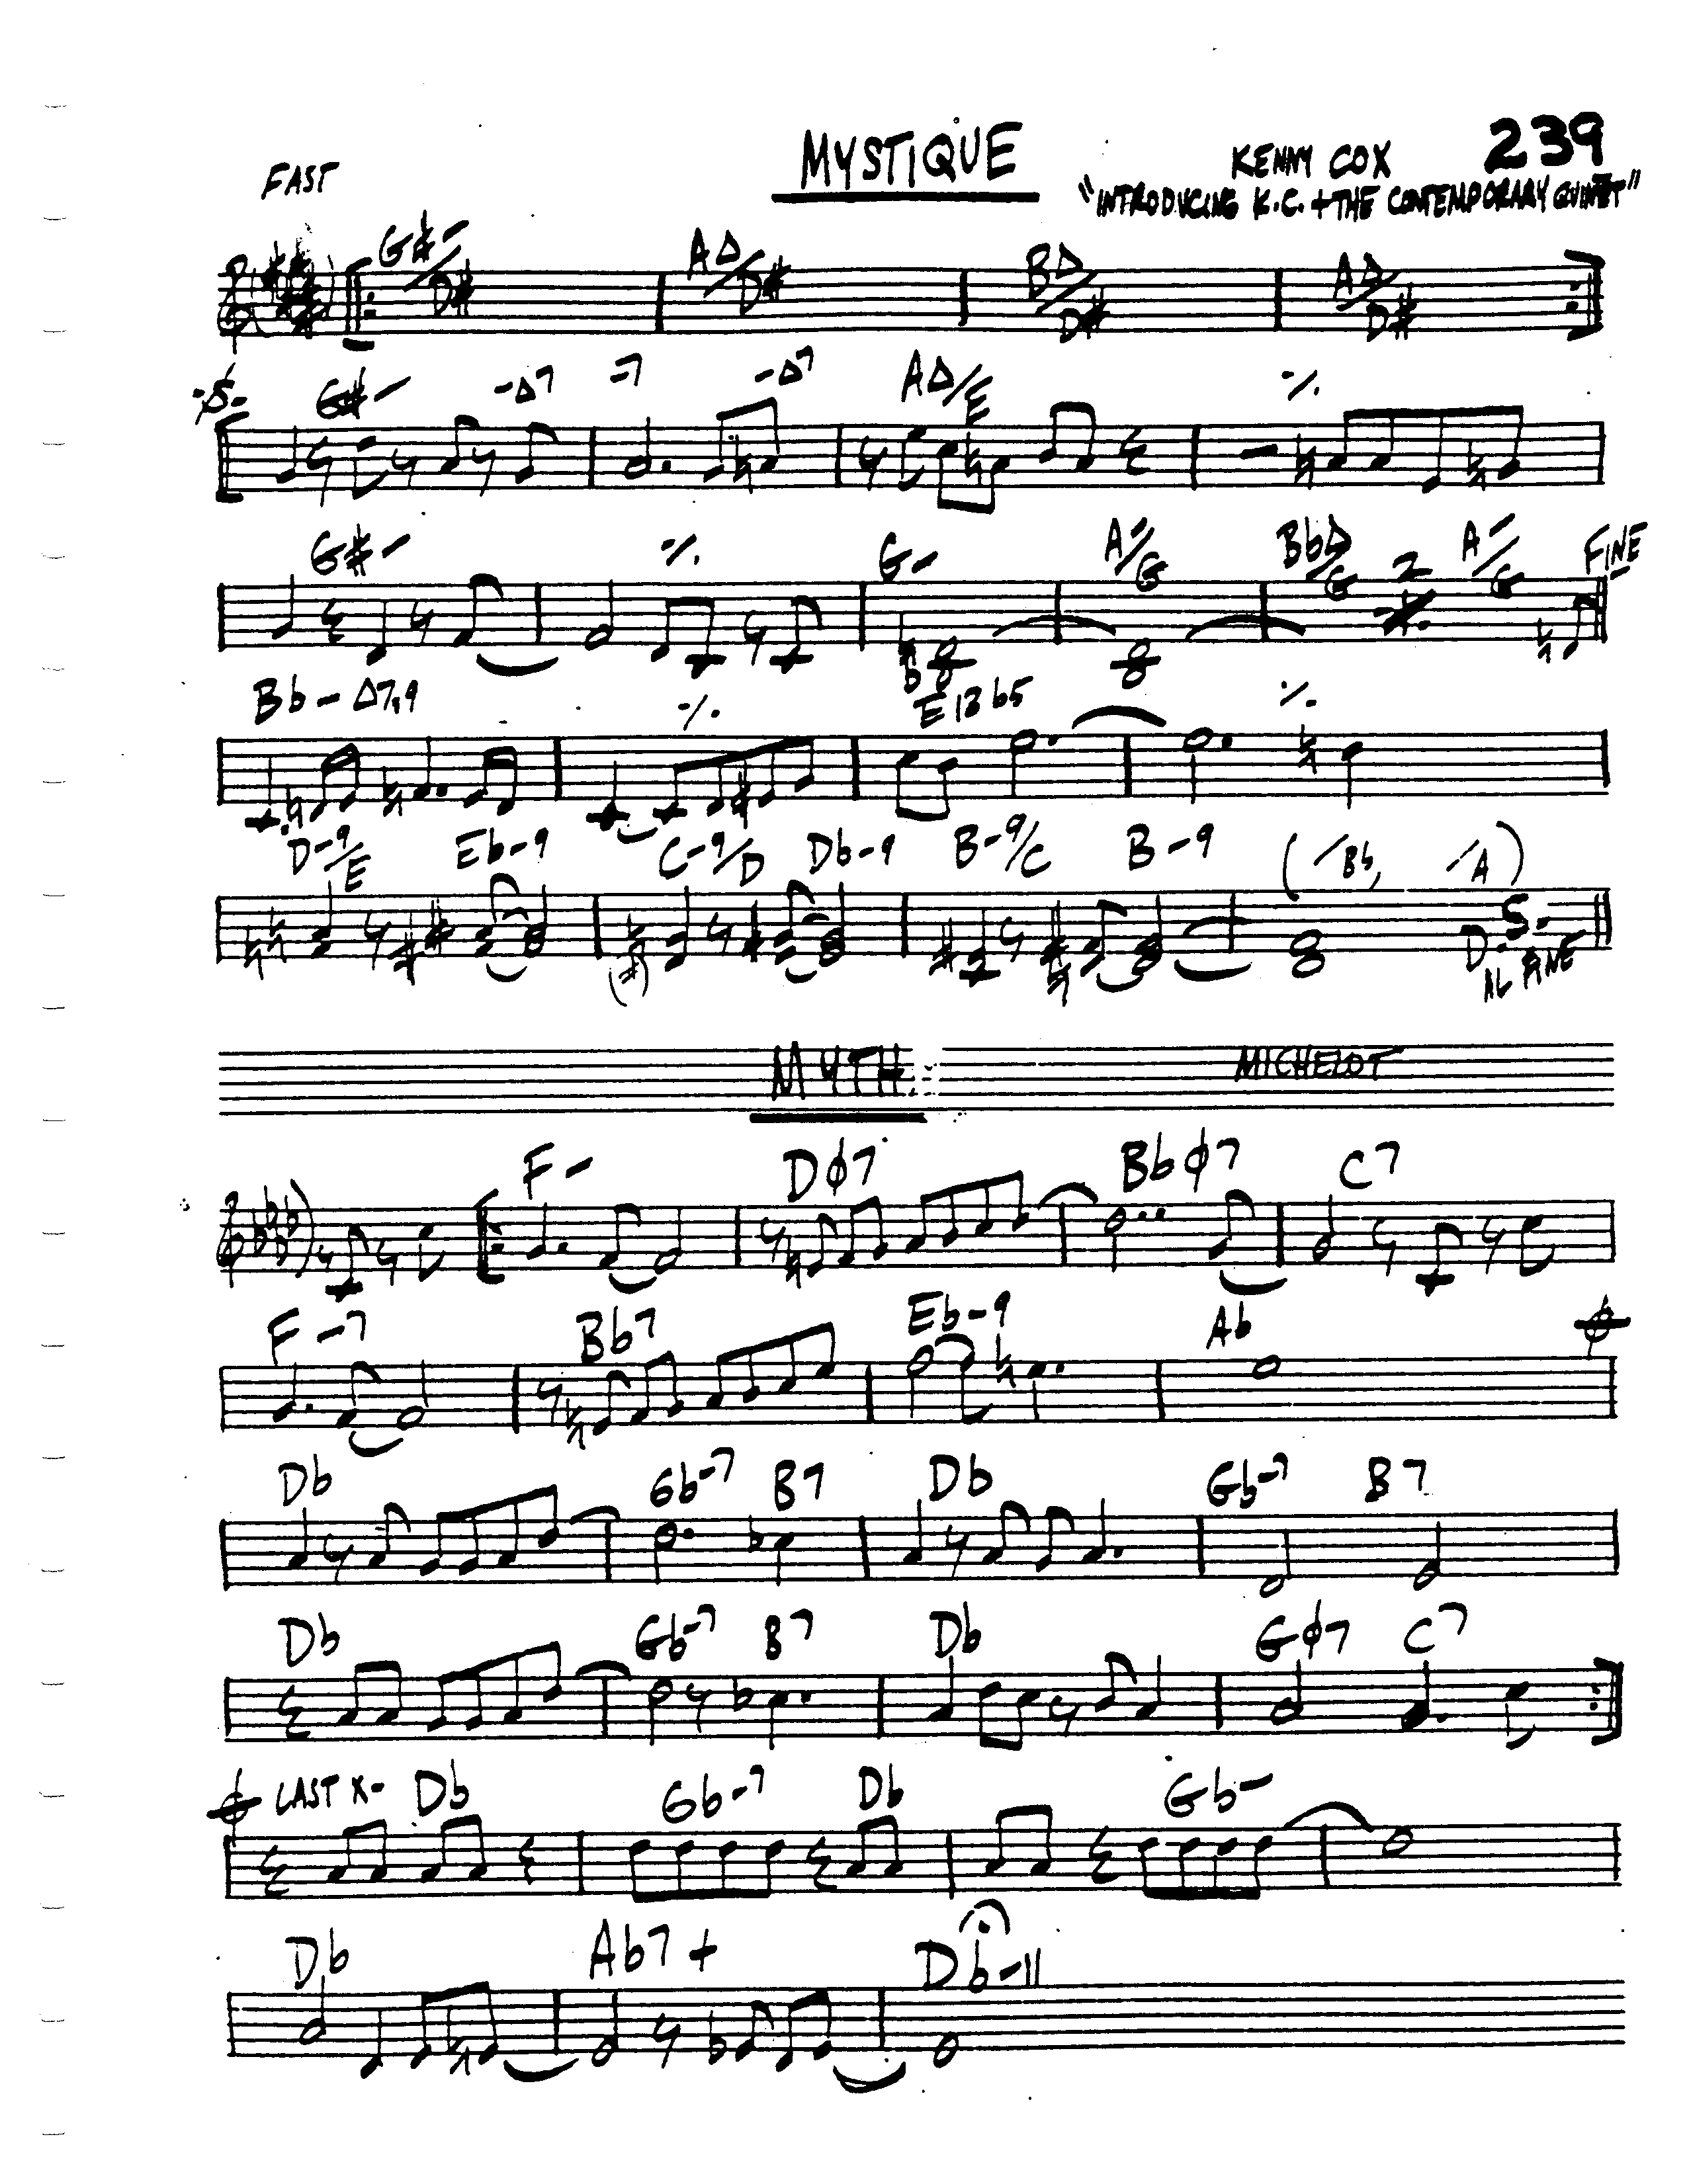 MYSTIQUE
239
FAST
KENNY COX
"INTRODUCING K.C. + THE CONTEMPORARY QUINTET"
G#-/D# AΔ/D# BΔ/D# AΔ/D#
G#- -Δ7 -7 -Δ7 AΔ/E ٪
G#- ٪ G- A-/G BbΔ/G 2 A-/G FINE
Bb-Δ7,9 ٪ E13b5 ٪
D-9/E Eb-9 C-9/D Db-9 B-9/C B-9 (/Bb, /A)
D.S. AL FINE
MYTH
MICHELOT
F- Dø7 Bbø7 C7
F-7 Bb7 Eb-9 Ab
Db Gb-7 B7 Db Gb-7 B7
Db Gb-7 B7 Db Gø7 C7
LAST X- Db Gb-7 Db Gb-
Db Ab7+ Db-11